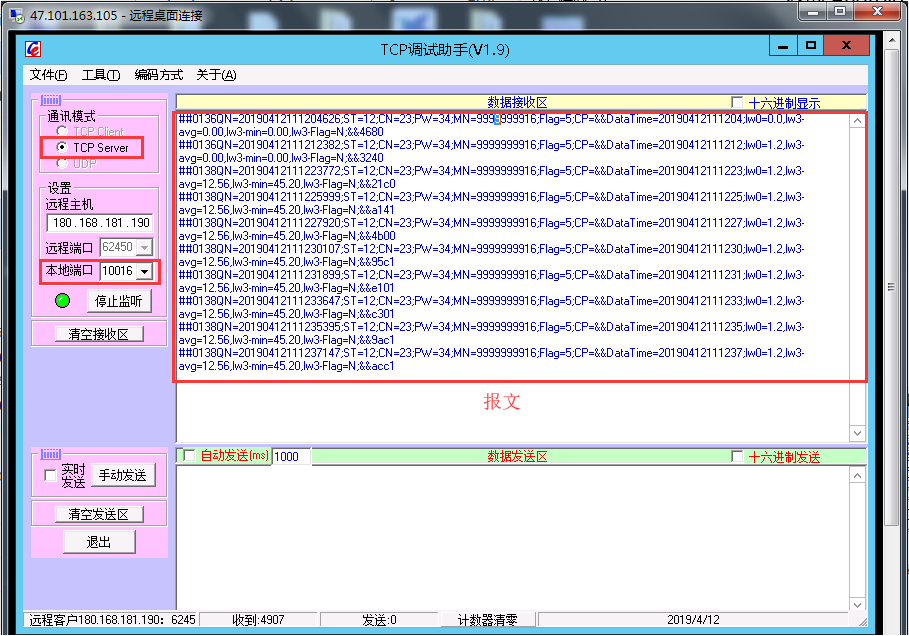 47.101.163.105 - 远程桌面连接
TCP调试助手(V1.9)
文件(F) 工具(T) 编码方式 关于(A)
通讯模式
TCP Client
TCP Server
UDP
设置
远程主机
180 . 168 . 181 . 190
远程端口 62450
本地端口 10016
停止监听
清空接收区
数据接收区 十六进制显示
##0136QN=20190412111204626;ST=12;CN=23;PW=34;MN=9999999916;Flag=5;CP=&&DataTime=20190412111204;lw0=0.0,lw3-
avg=0.00,lw3-min=0.00,lw3-Flag=N;&&4680
##0136QN=20190412111212382;ST=12;CN=23;PW=34;MN=9999999916;Flag=5;CP=&&DataTime=20190412111212;lw0=1.2,lw3-
avg=0.00,lw3-min=0.00,lw3-Flag=N;&&3240
##0138QN=20190412111223772;ST=12;CN=23;PW=34;MN=9999999916;Flag=5;CP=&&DataTime=20190412111223;lw0=1.2,lw3-
avg=12.56,lw3-min=45.20,lw3-Flag=N;&&21c0
##0138QN=20190412111225999;ST=12;CN=23;PW=34;MN=9999999916;Flag=5;CP=&&DataTime=20190412111225;lw0=1.2,lw3-
avg=12.56,lw3-min=45.20,lw3-Flag=N;&&a141
##0138QN=20190412111227920;ST=12;CN=23;PW=34;MN=9999999916;Flag=5;CP=&&DataTime=20190412111227;lw0=1.2,lw3-
avg=12.56,lw3-min=45.20,lw3-Flag=N;&&4b00
##0138QN=20190412111230107;ST=12;CN=23;PW=34;MN=9999999916;Flag=5;CP=&&DataTime=20190412111230;lw0=1.2,lw3-
avg=12.56,lw3-min=45.20,lw3-Flag=N;&&95c1
##0138QN=20190412111231899;ST=12;CN=23;PW=34;MN=9999999916;Flag=5;CP=&&DataTime=20190412111231;lw0=1.2,lw3-
avg=12.56,lw3-min=45.20,lw3-Flag=N;&&e101
##0138QN=20190412111233647;ST=12;CN=23;PW=34;MN=9999999916;Flag=5;CP=&&DataTime=20190412111233;lw0=1.2,lw3-
avg=12.56,lw3-min=45.20,lw3-Flag=N;&&c301
##0138QN=20190412111235395;ST=12;CN=23;PW=34;MN=9999999916;Flag=5;CP=&&DataTime=20190412111235;lw0=1.2,lw3-
avg=12.56,lw3-min=45.20,lw3-Flag=N;&&9ac1
##0138QN=20190412111237147;ST=12;CN=23;PW=34;MN=9999999916;Flag=5;CP=&&DataTime=20190412111237;lw0=1.2,lw3-
avg=12.56,lw3-min=45.20,lw3-Flag=N;&&acc1
报文
自动发送(ms) 1000 数据发送区 十六进制发送
实时
发送
手动发送
清空发送区
退出
远程客户180.168.181.190：6245 收到:4907 发送:0 计数器清零 2019/4/12